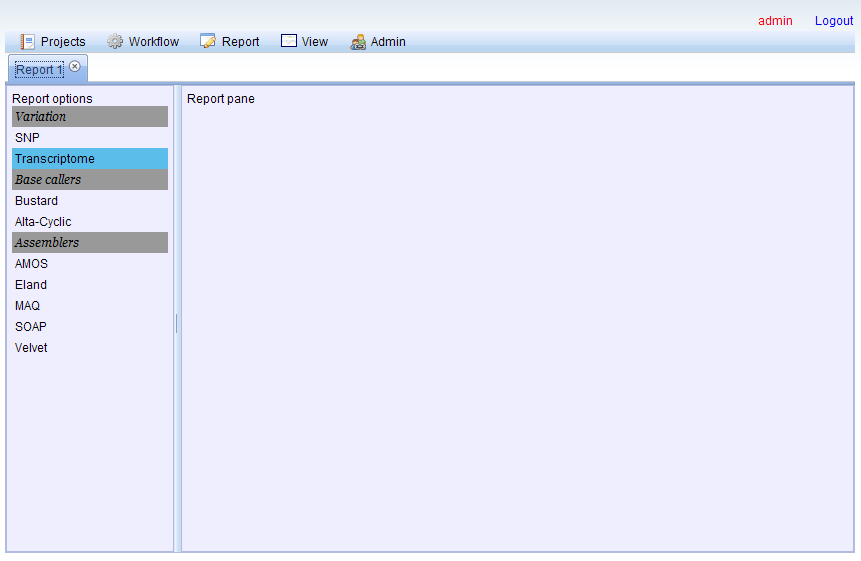 admin Logout
Projects Workflow Report View Admin
Report 1
Report options
Report pane
Variation
SNP
Transcriptome
Base callers
Bustard
Alta-Cyclic
Assemblers
AMOS
Eland
MAQ
SOAP
Velvet